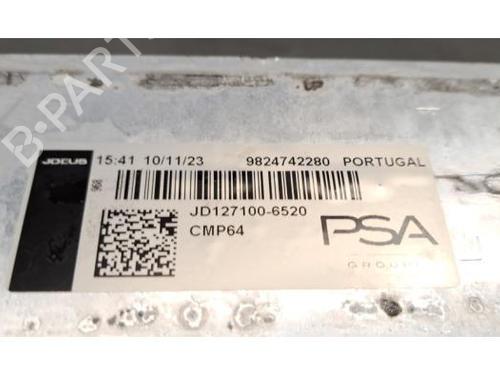 B-PARTS
JDEUS 15:41 10/11/23 9824742280 PORTUGAL
JD127100-6520
CMP64
PSA
GROUPE